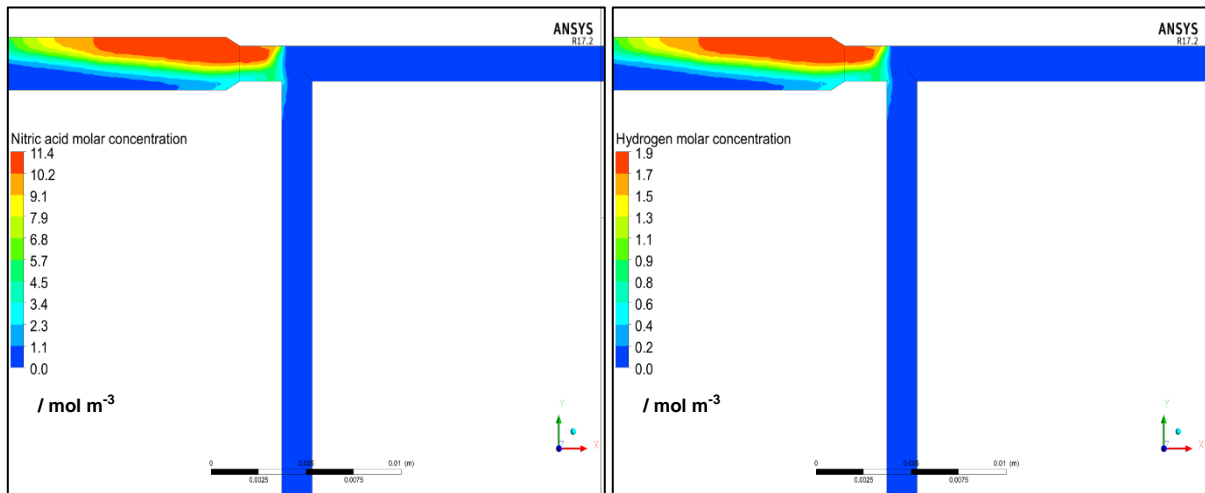 ANSYS
R17.2
Nitric acid molar concentration
11.4
10.2
9.1
7.9
6.8
5.7
4.5
3.4
2.3
1.1
0.0
/ mol m-3
Y
X
0 0.005 0.01 (m)
0.0025 0.0075
ANSYS
R17.2
Hydrogen molar concentration
1.9
1.7
1.5
1.3
1.1
0.9
0.8
0.6
0.4
0.2
0.0
/ mol m-3
Y
X
0 0.005 0.01 (m)
0.0025 0.0075